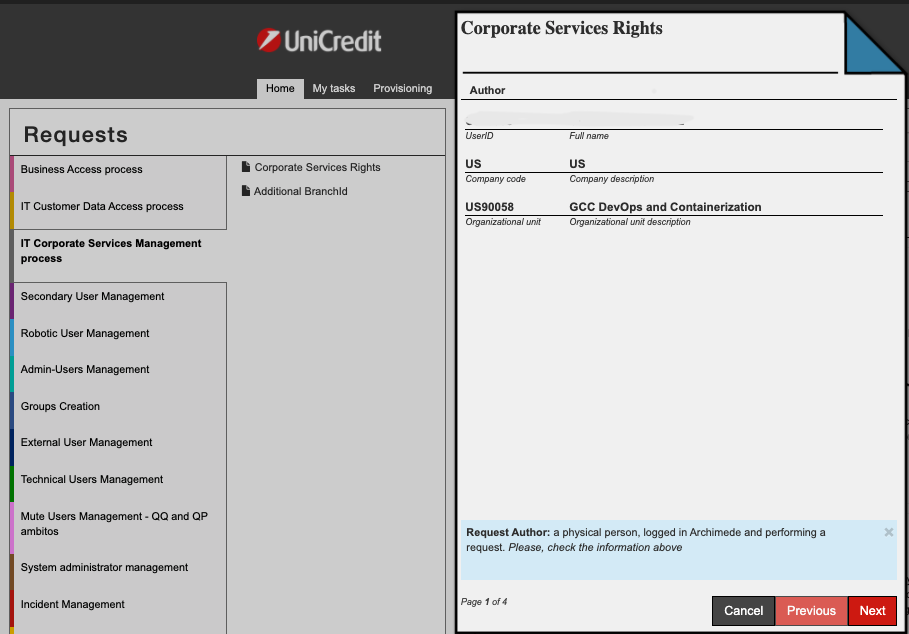 UniCredit
Home My tasks Provisioning
Requests
Business Access process
IT Customer Data Access process
IT Corporate Services Management
process
Secondary User Management
Robotic User Management
Admin-Users Management
Groups Creation
External User Management
Technical Users Management
Mute Users Management - QQ and QP
ambitos
System administrator management
Incident Management
Corporate Services Rights
Additional BranchId
Corporate Services Rights
Author
UserID Full name
US US
Company code Company description
US90058 GCC DevOps and Containerization
Organizational unit Organizational unit description
Request Author: a physical person, logged in Archimede and performing a
request. Please, check the information above
Page 1 of 4
Cancel Previous Next